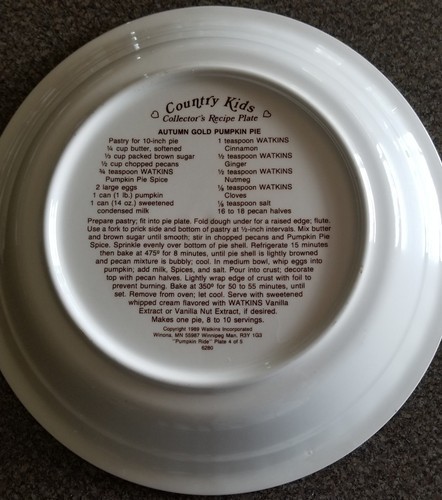 Country Kids
Collector's Recipe Plate
AUTUMN GOLD PUMPKIN PIE
Pastry for 10-inch pie
¼ cup butter, softened
⅓ cup packed brown sugar
½ cup chopped pecans
¾ teaspoon WATKINS
Pumpkin Pie Spice
2 large eggs
1 can (1 lb.) pumpkin
1 can (14 oz.) sweetened
condensed milk
1 teaspoon WATKINS
Cinnamon
½ teaspoon WATKINS
Ginger
½ teaspoon WATKINS
Nutmeg
⅛ teaspoon WATKINS
Cloves
⅛ teaspoon salt
16 to 18 pecan halves
Prepare pastry; fit into pie plate. Fold dough under for a raised edge; flute.
Use a fork to prick side and bottom of pastry at ½-inch intervals. Mix butter
and brown sugar until smooth; stir in chopped pecans and Pumpkin Pie
Spice. Sprinkle evenly over bottom of pie shell. Refrigerate 15 minutes
then bake at 475º for 8 minutes, until pie shell is lightly browned
and pecan mixture is bubbly; cool. In medium bowl, whip eggs into
pumpkin; add milk, Spices, and salt. Pour into crust; decorate
top with pecan halves. Lightly wrap edge of crust with foil to
prevent burning. Bake at 350º for 50 to 55 minutes, until
set. Remove from oven; let cool. Serve with sweetened
whipped cream flavored with WATKINS Vanilla
Extract or Vanilla Nut Extract, if desired.
Makes one pie, 8 to 10 servings.
Copyright 1989 Watkins Incorporated
Winona, MN 55987 Winnipeg Man. R3Y 1G3
"Pumpkin Ride" Plate 4 of 5
6280